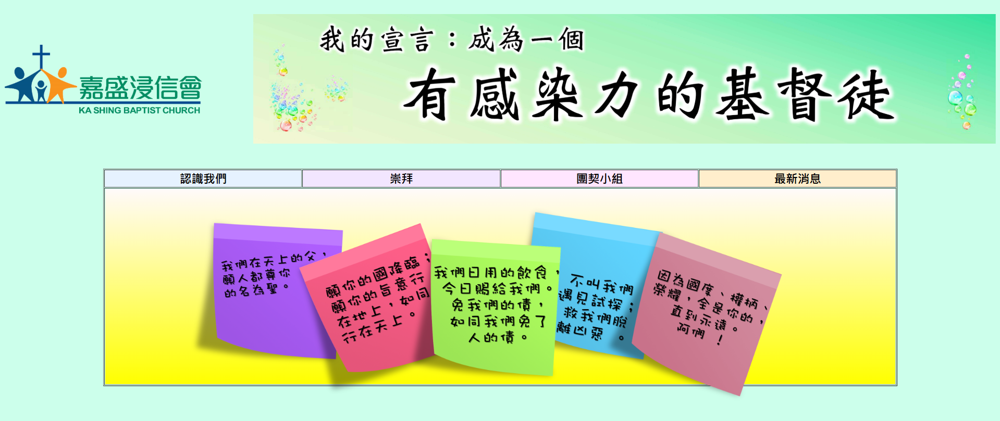 嘉盛浸信會
KA SHING BAPTIST CHURCH
我的宣言：成為一個
有感染力的基督徒
認識我們
崇拜
團契小組
最新消息
我們在天上的父，
願人都尊你
的名為聖。
願你的國降臨；
願你的旨意行
在地上，如同
行在天上。
我們日用的飲食，
今日賜給我們。
免我們的債，
如同我們免了
人的債。
不叫我們
遇見試探；
救我們脫
離凶惡。
因為國度、權柄、
榮耀，全是你的，
直到永遠。
阿們！